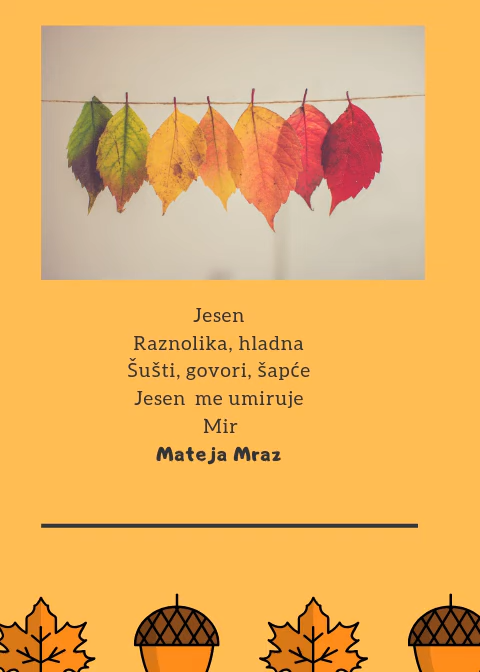 Jesen
Raznolika, hladna
Šušti, govori, šapće
Jesen me umiruje
Mir
Mateja Mraz